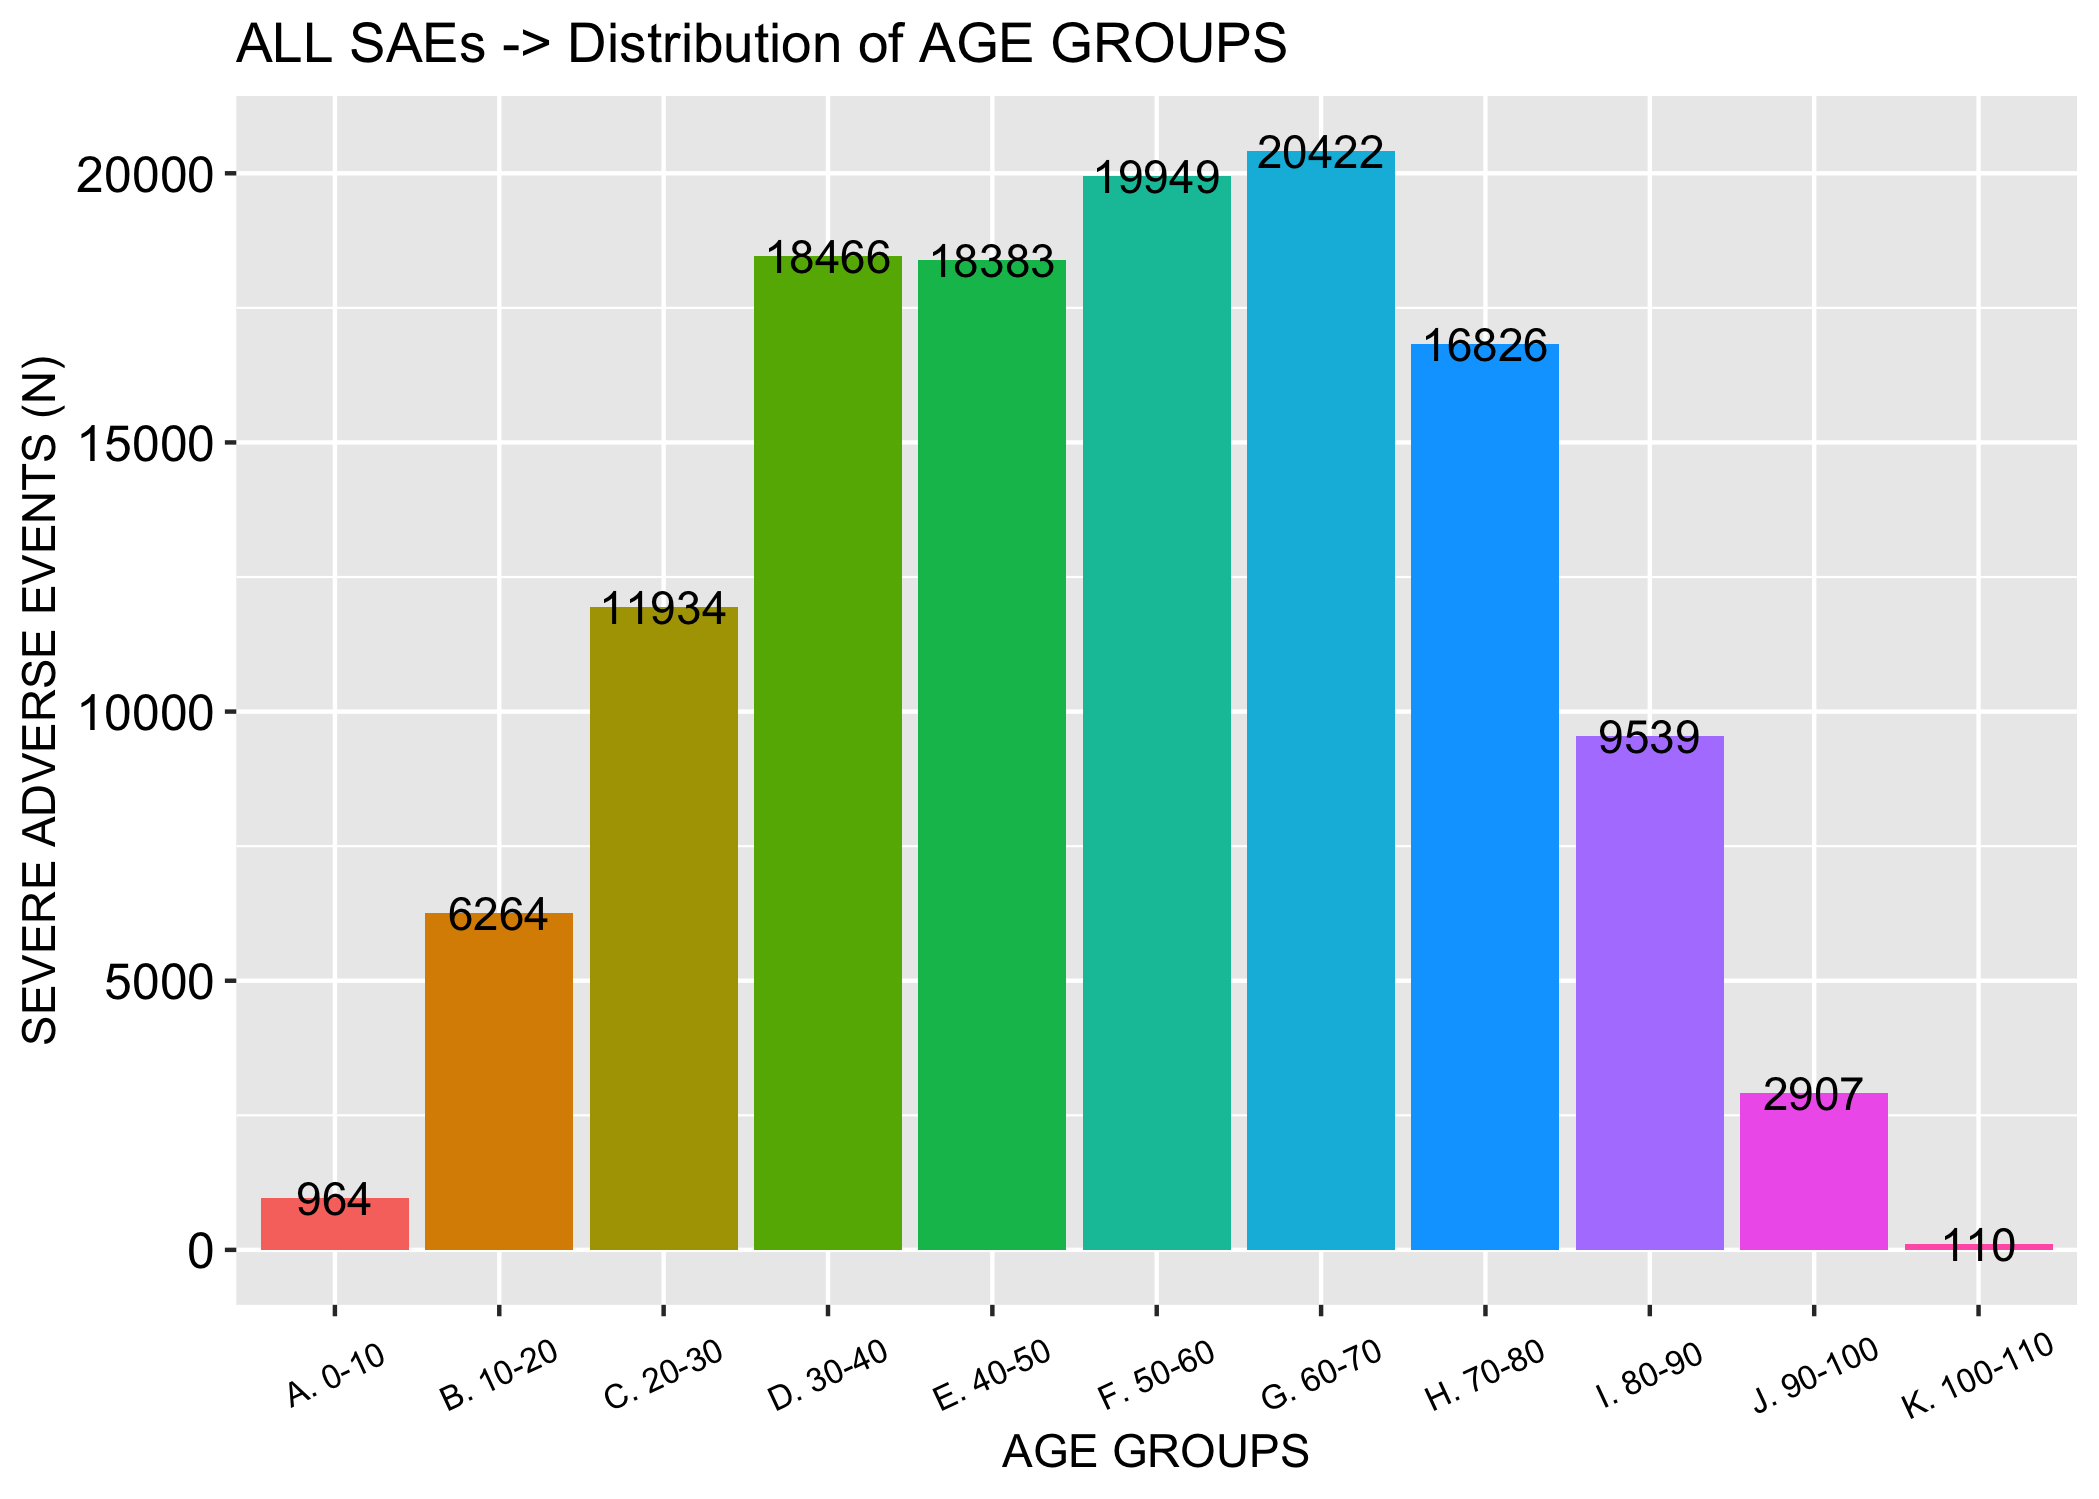 ALL SAEs -> Distribution of AGE GROUPS
SEVERE ADVERSE EVENTS (N)
20000
15000
10000
5000
0
964
6264
11934
18466
18383
19949
20422
16826
9539
2907
110
A. 0-10
B. 10-20
C. 20-30
D. 30-40
E. 40-50
F. 50-60
G. 60-70
H. 70-80
I. 80-90
J. 90-100
K. 100-110
AGE GROUPS